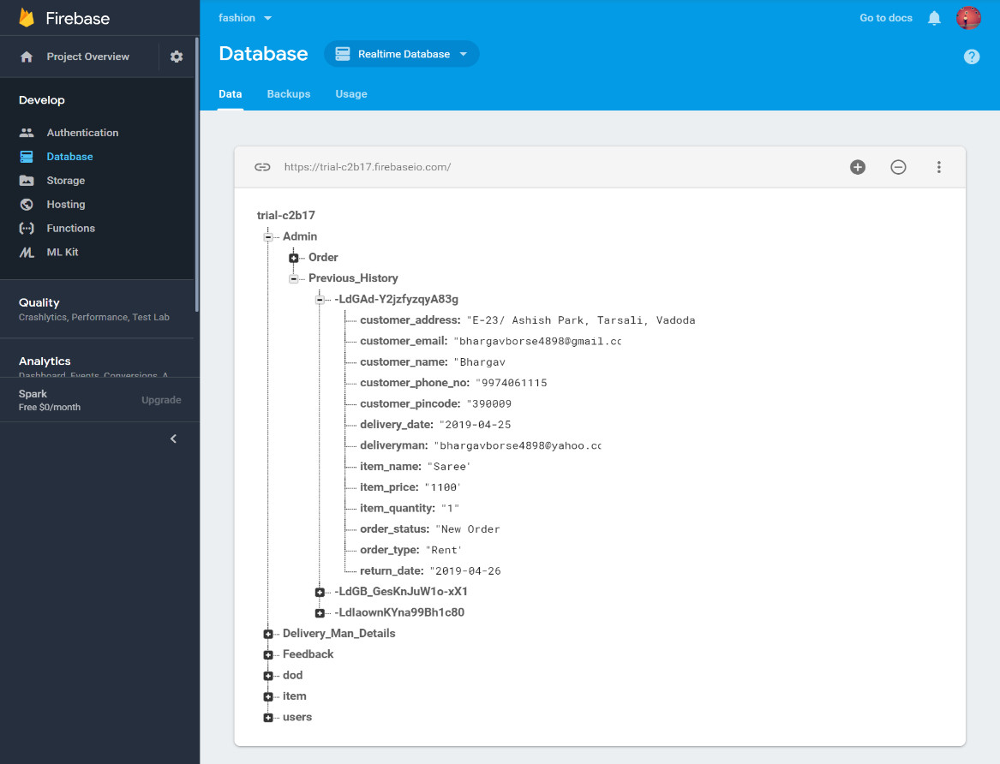 Firebase
Project Overview
Develop
Authentication
Database
Storage
Hosting
Functions
ML Kit
Quality
Crashlytics, Performance, Test Lab
Analytics
Dashboard, Events, Conversions, A
Spark
Free $0/month
Upgrade
fashion
Go to docs
Database
Realtime Database
Data Backups Usage
https://trial-c2b17.firebaseio.com/
trial-c2b17
Admin
Order
Previous_History
-LdGAd-Y2jzfyzqyA83g
customer_address: "E-23/ Ashish Park, Tarsali, Vadoda
customer_email: "bhargavborse4898@gmail.cc
customer_name: "Bhargav
customer_phone_no: "9974061115
customer_pincode: "390009
delivery_date: "2019-04-25
deliveryman: "bhargavborse4898@yahoo.cc
item_name: "Saree'
item_price: "1100'
item_quantity: "1"
order_status: "New Order
order_type: "Rent'
return_date: "2019-04-26
-LdGB_GesKnJuW1o-xX1
-LdIaownKYna99Bh1c80
Delivery_Man_Details
Feedback
dod
item
users